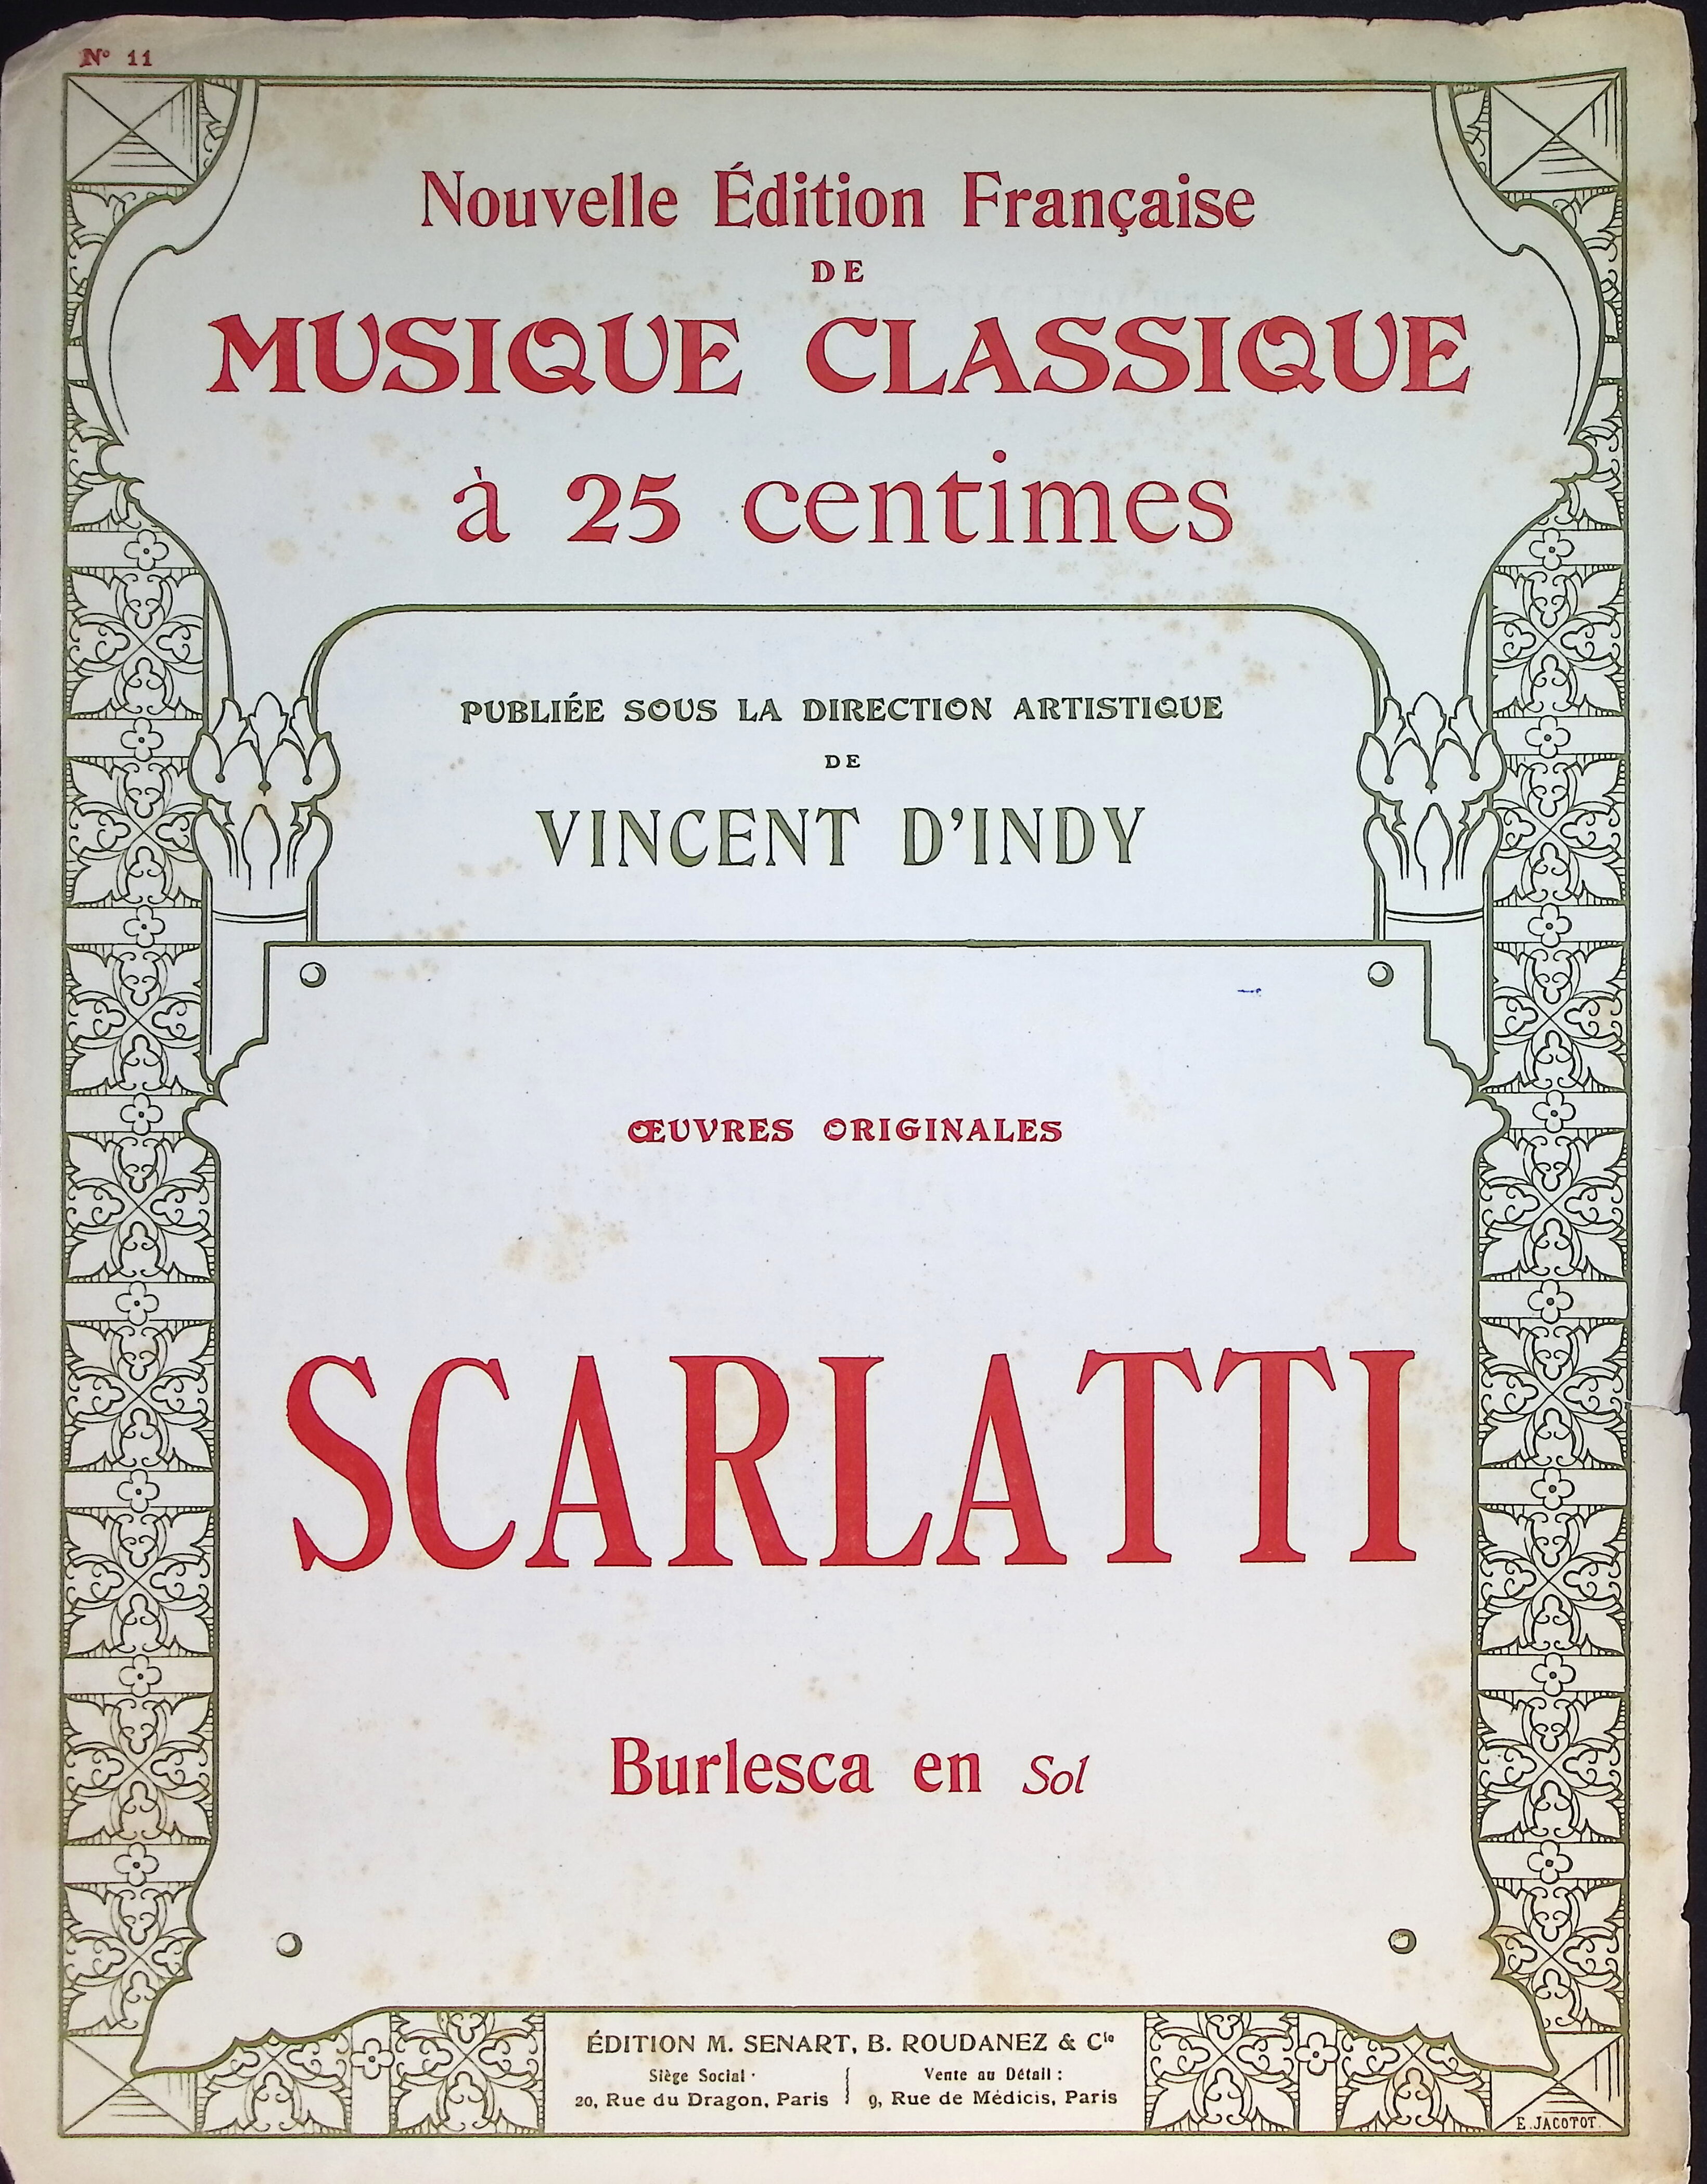 Nº 11
Nouvelle Édition Française
DE
MUSIQUE CLASSIQUE
à 25 centimes
PUBLIÉE SOUS LA DIRECTION ARTISTIQUE
DE
VINCENT D'INDY
ŒUVRES ORIGINALES
SCARLATTI
Burlesca en Sol
ÉDITION M. SENART, B. ROUDANEZ & Cie
Siège Social :
20, Rue du Dragon, Paris
Vente au Détail :
9, Rue de Médicis, Paris
E. JACOTOT.